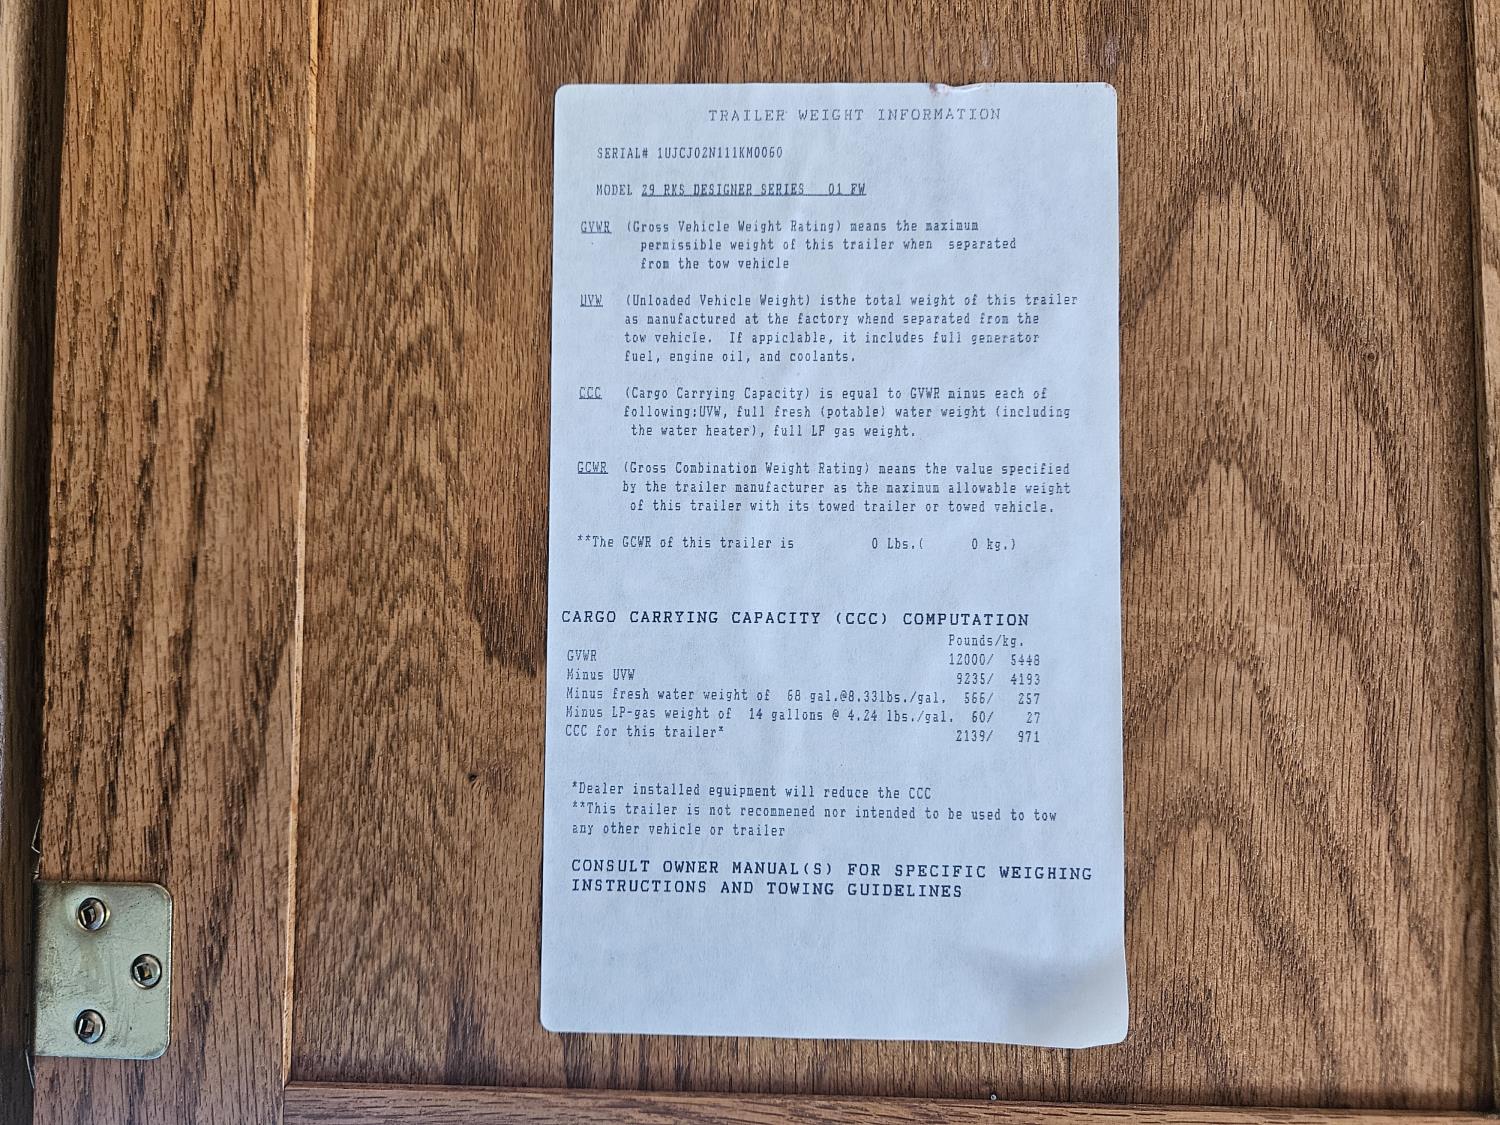 TRAILER WEIGHT INFORMATION
SERIAL# 1UJCJ02N111KM0060
MODEL 29 RKS DESIGNER SERIES 01 FW
GVWR (Gross Vehicle Weight Rating) means the maximum
permissible weight of this trailer when separated
from the tow vehicle
UVW (Unloaded Vehicle Weight) isthe total weight of this trailer
as manufactured at the factory whend separated from the
tow vehicle. If appiclable, it includes full generator
fuel, engine oil, and coolants.
CCC (Cargo Carrying Capacity) is equal to GVWR minus each of
following:UVW, full fresh (potable) water weight (including
the water heater), full LP gas weight.
GCWR (Gross Combination Weight Rating) means the value specified
by the trailer manufacturer as the maximum allowable weight
of this trailer with its towed trailer or towed vehicle.
**The GCWR of this trailer is 0 Lbs.( 0 kg.)
CARGO CARRYING CAPACITY (CCC) COMPUTATION
Pounds/kg.
GVWR 12000/ 5448
Minus UVW 9235/ 4193
Minus fresh water weight of 68 gal.@8.33lbs./gal. 566/ 257
Minus LP-gas weight of 14 gallons @ 4.24 lbs./gal. 60/ 27
CCC for this trailer* 2139/ 971
*Dealer installed equipment will reduce the CCC
**This trailer is not recommened nor intended to be used to tow
any other vehicle or trailer
CONSULT OWNER MANUAL(S) FOR SPECIFIC WEIGHING
INSTRUCTIONS AND TOWING GUIDELINES